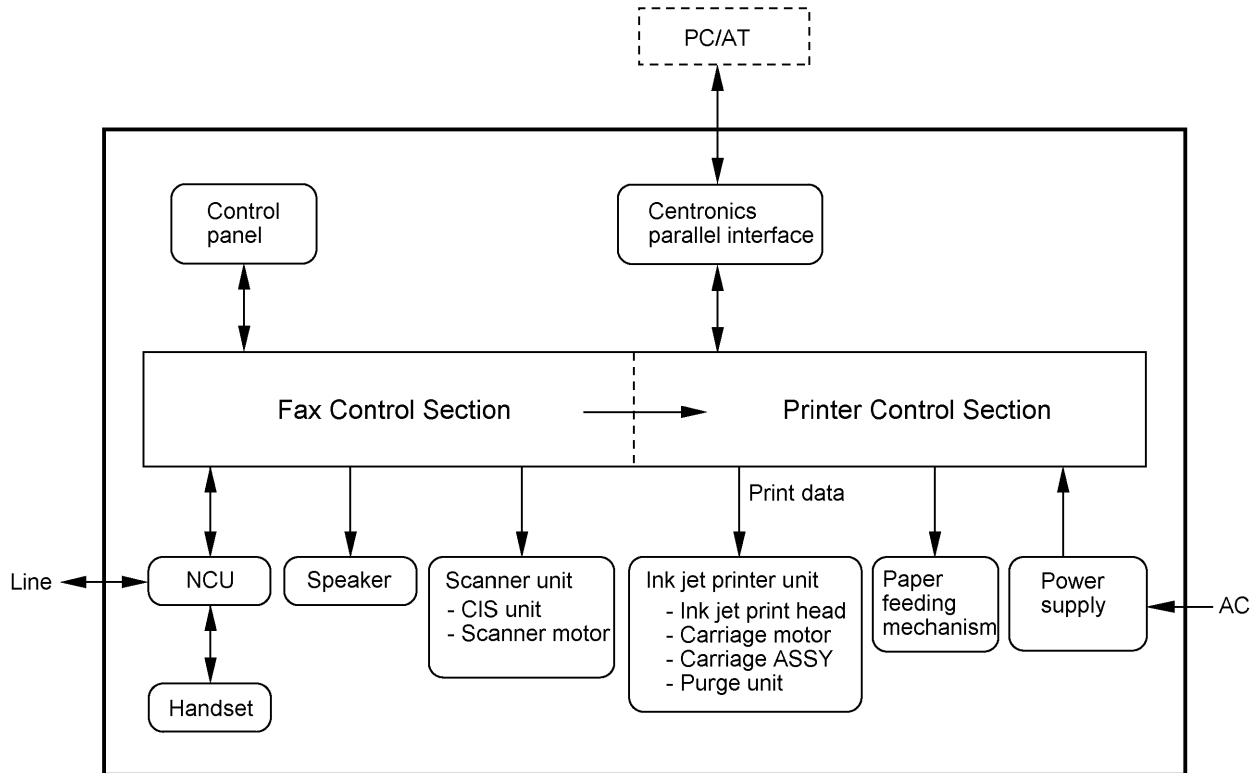 PC/AT
Control
panel
Centronics
parallel interface
Fax Control Section
Printer Control Section
Print data
Line
NCU
Speaker
Scanner unit
- CIS unit
- Scanner motor
Ink jet printer unit
- Ink jet print head
- Carriage motor
- Carriage ASSY
- Purge unit
Paper
feeding
mechanism
Power
supply
AC
Handset